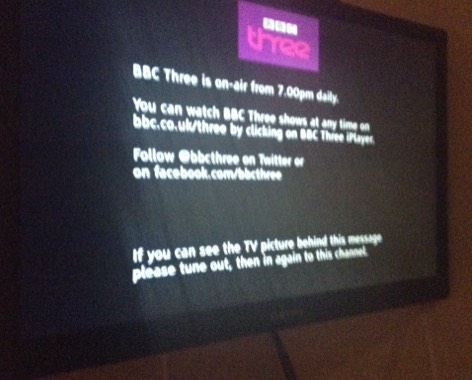 BBC
three
BBC Three is on-air from 7.00pm daily.
You can watch BBC Three shows at any time on
bbc.co.uk/three by clicking on BBC Three iPlayer.
Follow @bbcthree on Twitter or
on facebook.com/bbcthree
If you can see the TV picture behind this message
please tune out, then in again to this channel.